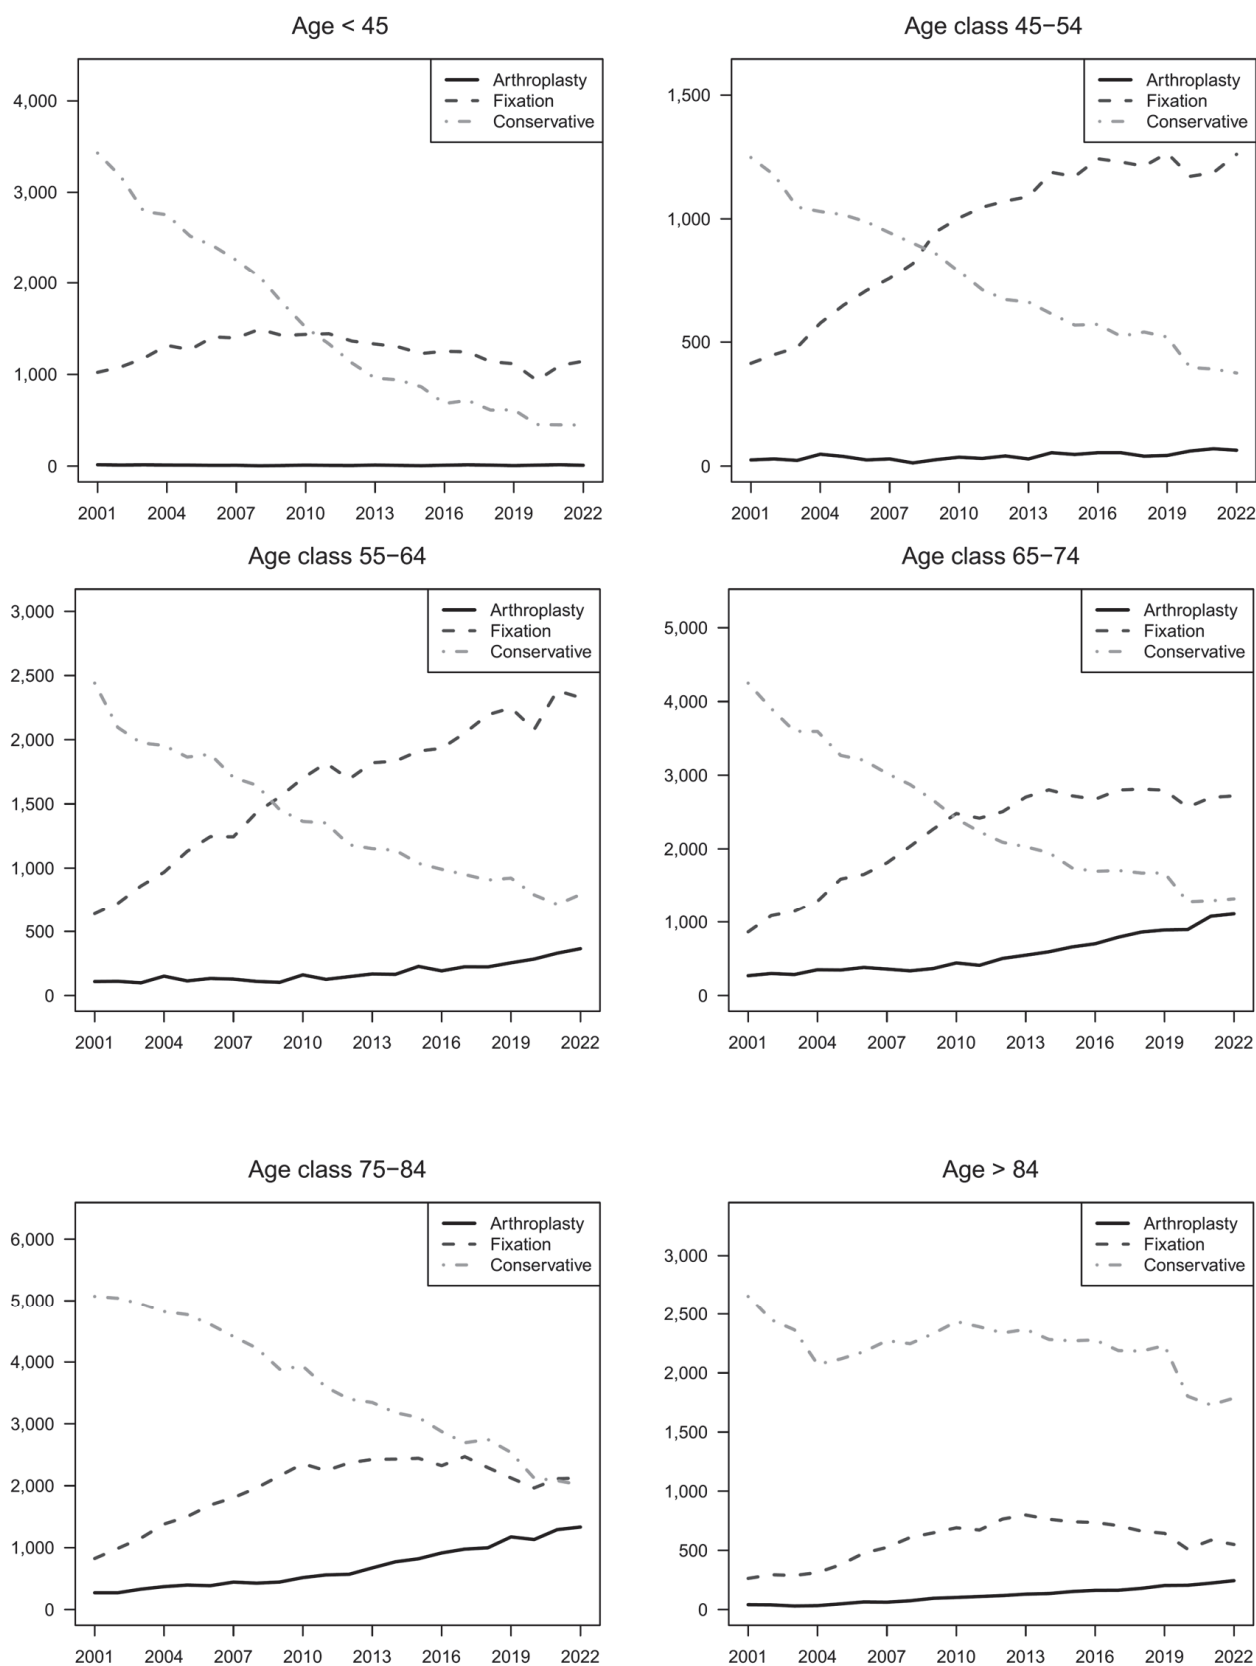 Age < 45
Arthroplasty
Fixation
Conservative
4,000
3,000
2,000
1,000
0
2001 2004 2007 2010 2013 2016 2019 2022
Age class 45−54
Arthroplasty
Fixation
Conservative
1,500
1,000
500
0
2001 2004 2007 2010 2013 2016 2019 2022
Age class 55−64
Arthroplasty
Fixation
Conservative
3,000
2,500
2,000
1,500
1,000
500
0
2001 2004 2007 2010 2013 2016 2019 2022
Age class 65−74
Arthroplasty
Fixation
Conservative
5,000
4,000
3,000
2,000
1,000
0
2001 2004 2007 2010 2013 2016 2019 2022
Age class 75−84
Arthroplasty
Fixation
Conservative
6,000
5,000
4,000
3,000
2,000
1,000
0
2001 2004 2007 2010 2013 2016 2019 2022
Age > 84
Arthroplasty
Fixation
Conservative
3,000
2,500
2,000
1,500
1,000
500
0
2001 2004 2007 2010 2013 2016 2019 2022